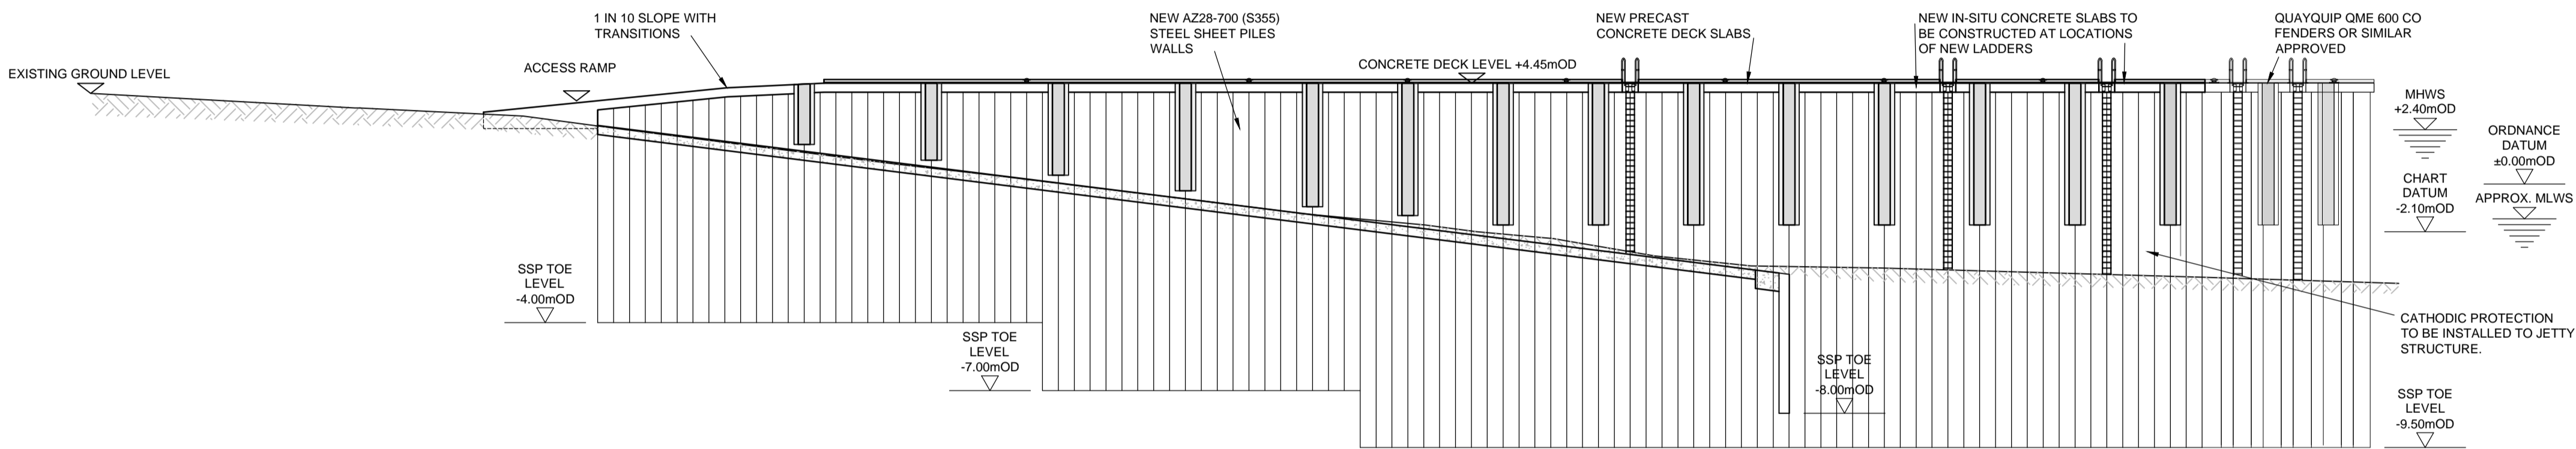 1 IN 10 SLOPE WITH
TRANSITIONS
NEW AZ28-700 (S355)
STEEL SHEET PILES
WALLS
NEW PRECAST
CONCRETE DECK SLABS
NEW IN-SITU CONCRETE SLABS TO
BE CONSTRUCTED AT LOCATIONS
OF NEW LADDERS
QUAYQUIP QME 600 CO
FENDERS OR SIMILAR
APPROVED
EXISTING GROUND LEVEL
ACCESS RAMP
CONCRETE DECK LEVEL +4.45mOD
MHWS
+2.40mOD
ORDNANCE
DATUM
±0.00mOD
CHART
DATUM
-2.10mOD
APPROX. MLWS
SSP TOE
LEVEL
-4.00mOD
SSP TOE
LEVEL
-7.00mOD
SSP TOE
LEVEL
-8.00mOD
CATHODIC PROTECTION
TO BE INSTALLED TO JETTY
STRUCTURE.
SSP TOE
LEVEL
-9.50mOD